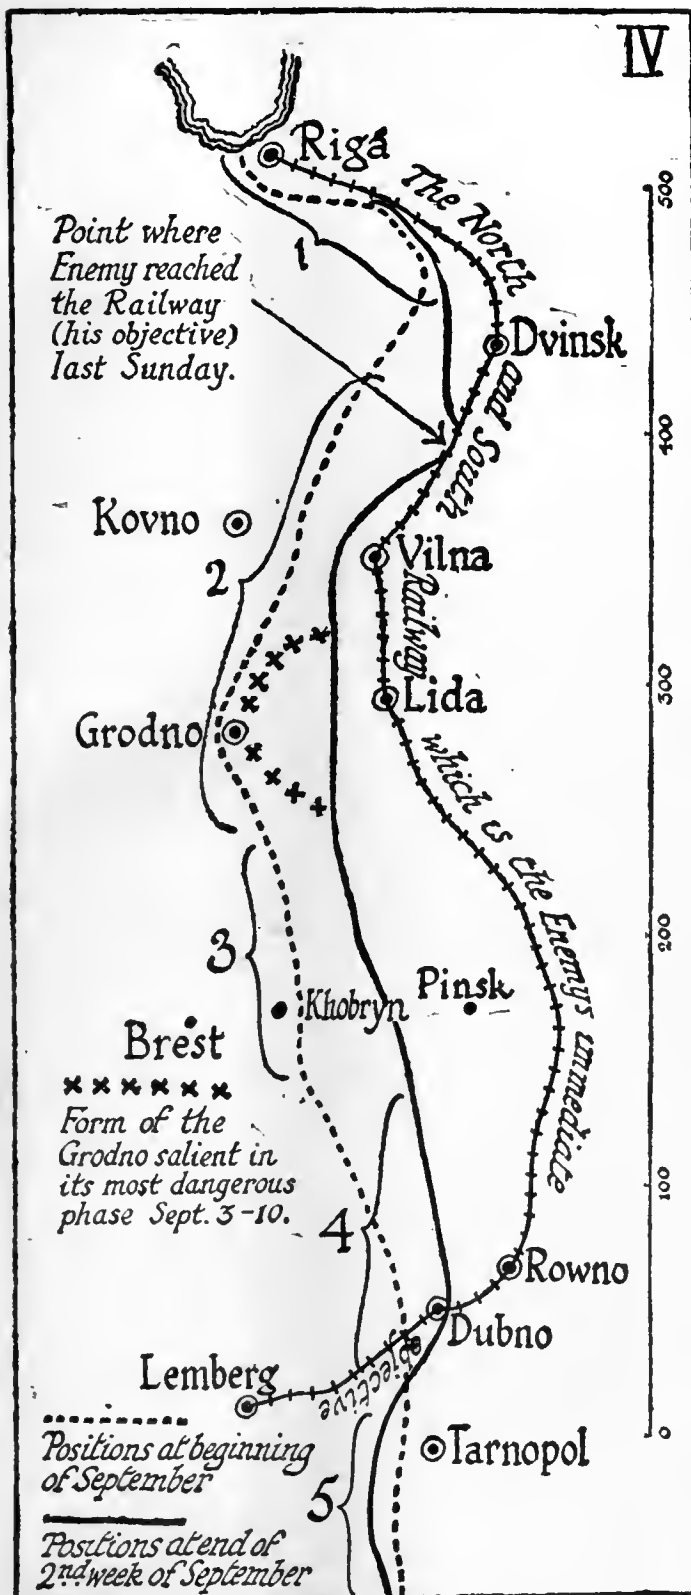 IV
Riga
The North and South Railway which is the Enemys immediate objective
500
Point where
Enemy reached
the Railway
(his objective)
last Sunday.
1
Dvinsk
400
Kovno
2
Vilna
300
Lida
Grodno
200
3
Khobryn
Pinsk
Brest
Form of the
Grodno salient in
its most dangerous
phase Sept. 3-10.
100
4
Rowno
Dubno
Lemberg
0
Tarnopol
Positions at beginning
of September
5
Positions at end of
2nd week of September